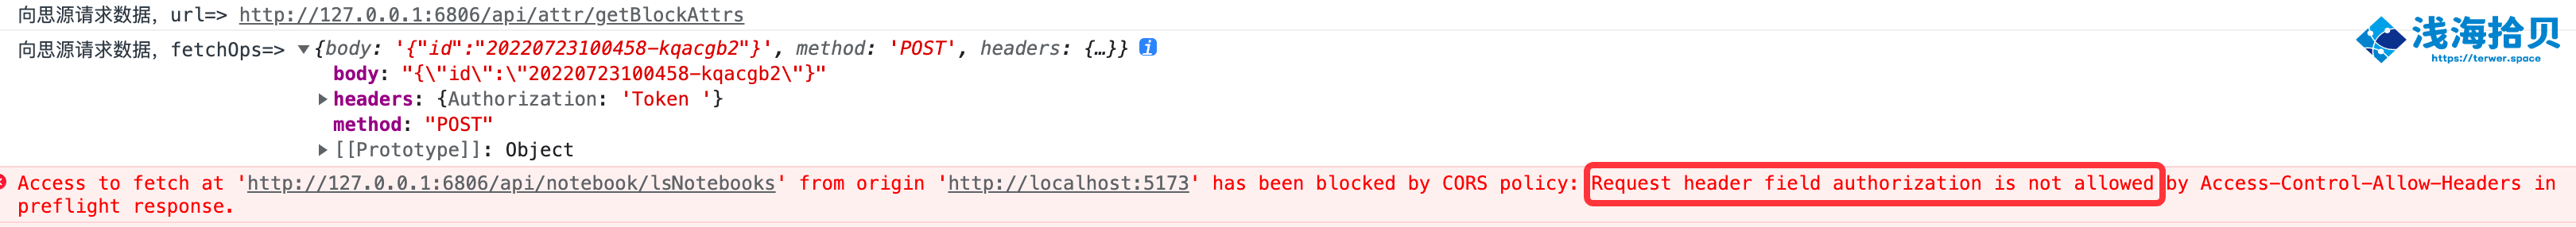 向思源请求数据，url=> http://127.0.0.1:6806/api/attr/getBlockAttrs
浅海拾贝
https://terwer.space
向思源请求数据，fetchOps=> ▼{body: '{"id":"20220723100458-kqacgb2"}', method: 'POST', headers: {…}} i
body: "{\"id\":\"20220723100458-kqacgb2\"}"
▶headers: {Authorization: 'Token '}
method: "POST"
▶[[Prototype]]: Object
Access to fetch at 'http://127.0.0.1:6806/api/notebook/lsNotebooks' from origin 'http://localhost:5173' has been blocked by CORS policy: Request header field authorization is not allowed by Access-Control-Allow-Headers in
preflight response.